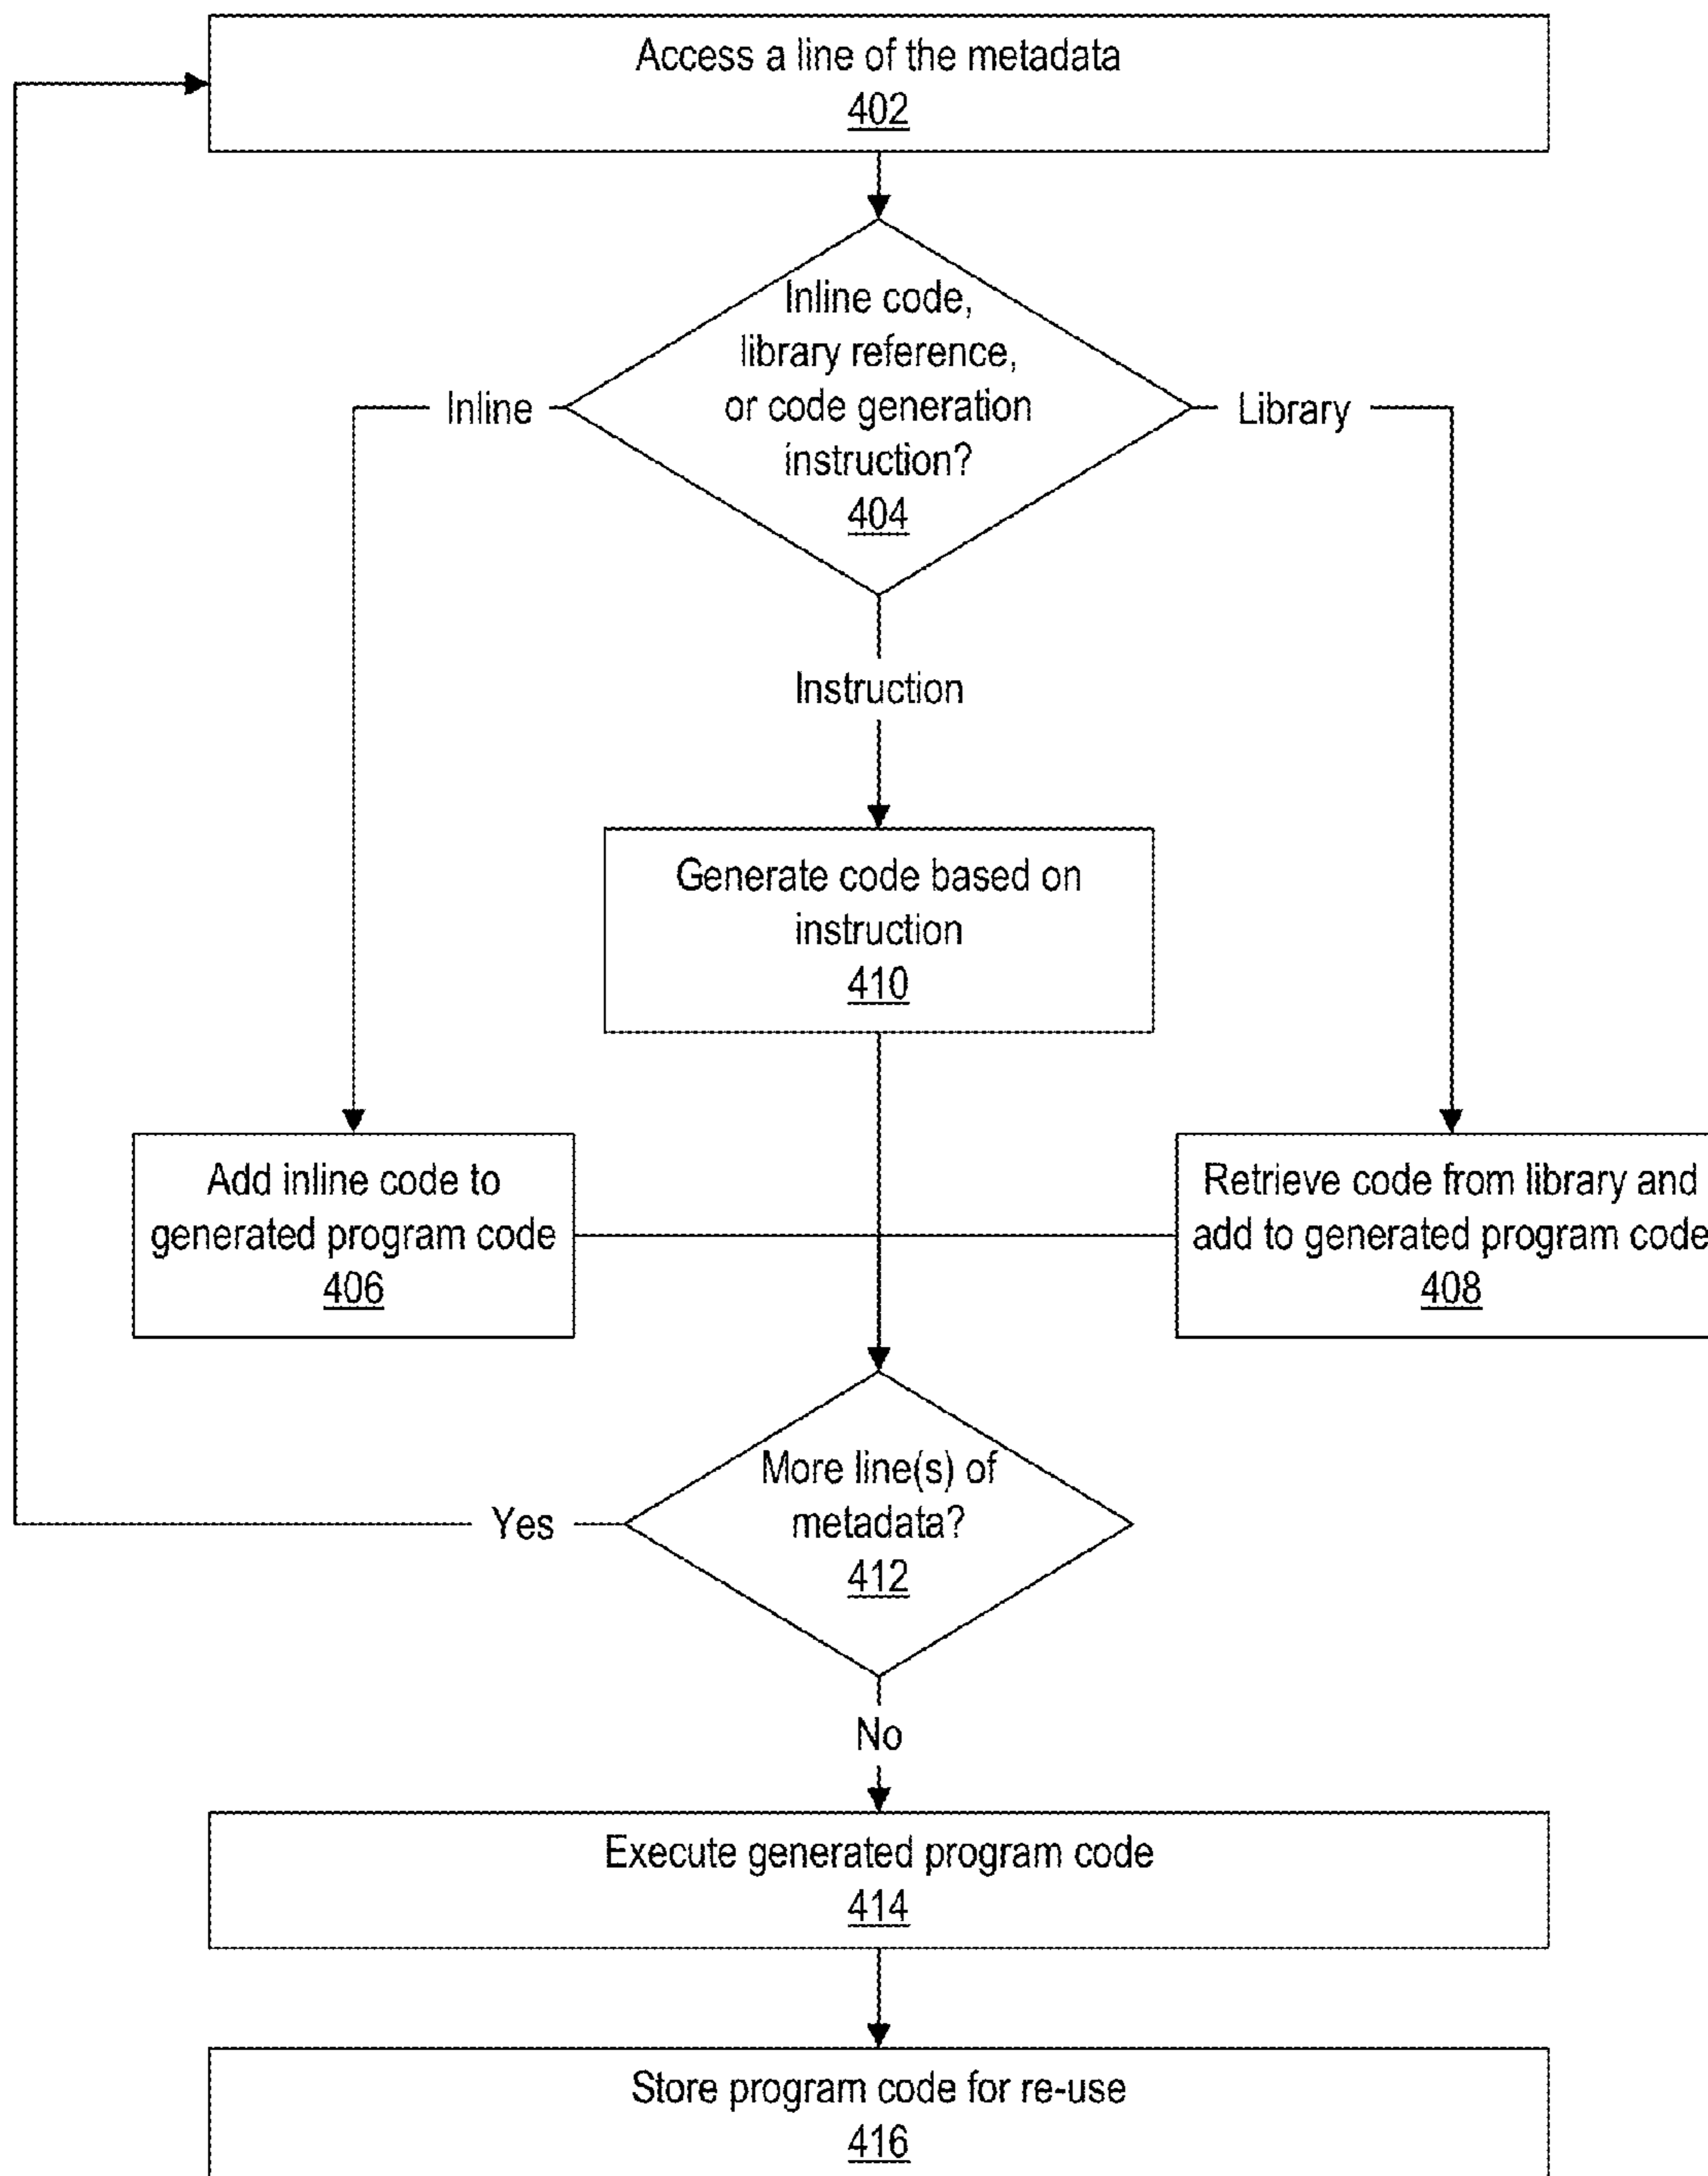 Access a line of the metadata
402
Inline code,
library reference,
or code generation
instruction?
404
Inline
Library
Instruction
Generate code based on
instruction
410
Add inline code to
generated program code
406
Retrieve code from library and
add to generated program code
408
More line(s) of
metadata?
412
Yes
No
Execute generated program code
414
Store program code for re-use
416